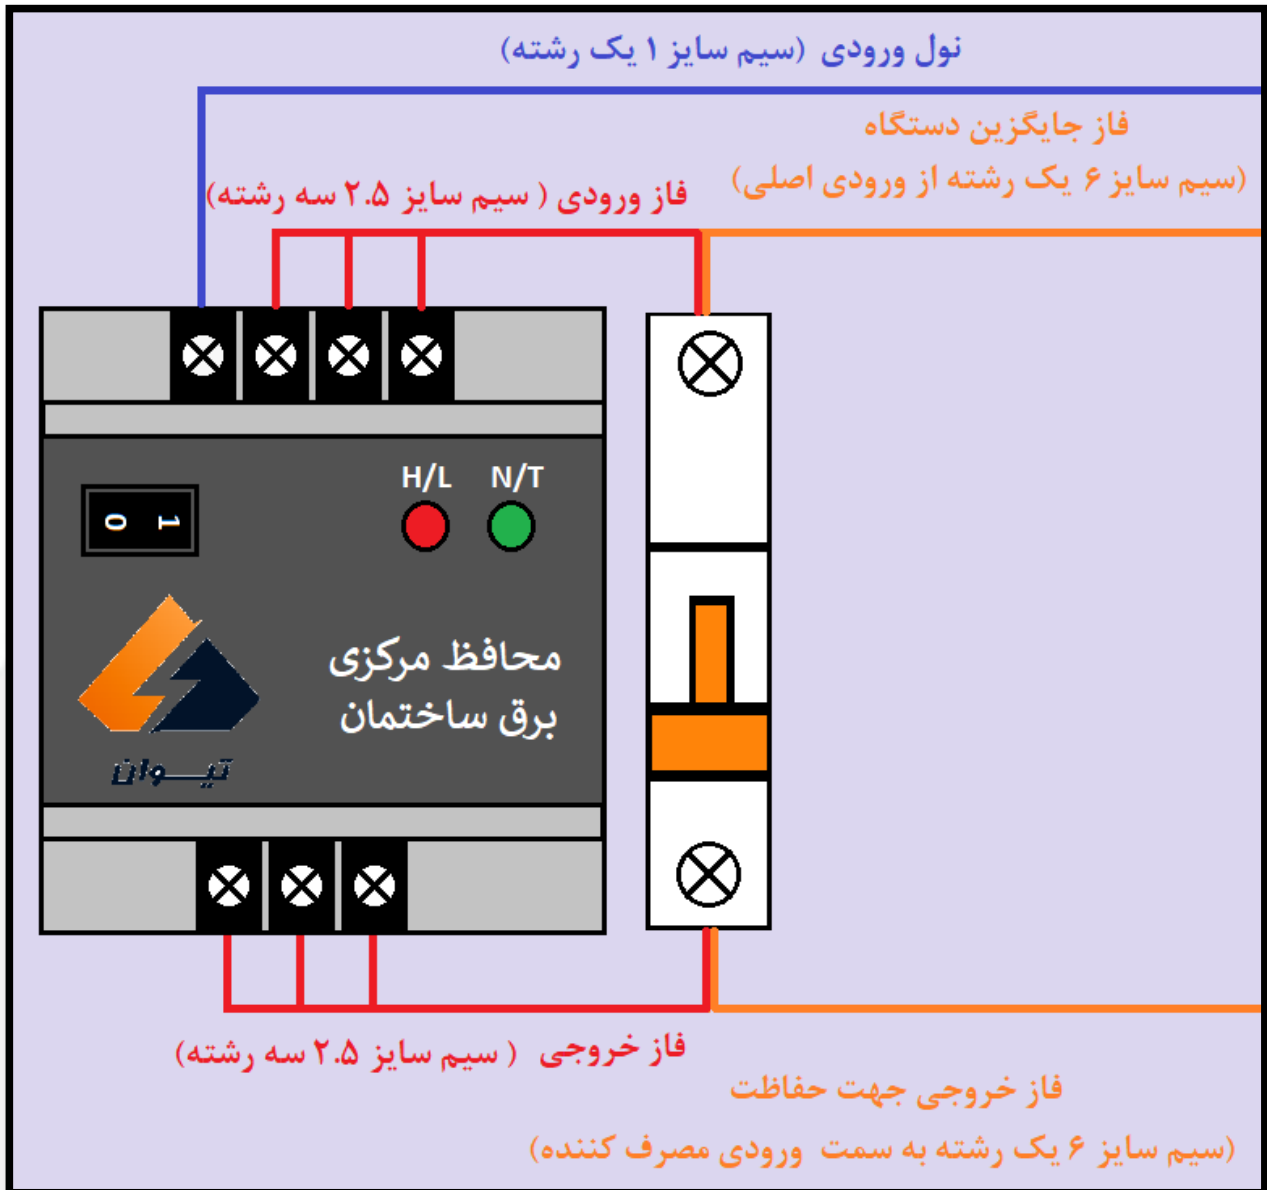 نول ورودی (سیم سایز ۱ یک رشته)
فاز جایگزین دستگاه
(سیم سایز ۶ یک رشته از ورودی اصلی)
فاز ورودی ( سیم سایز ۲.۵ سه رشته)
H/L N/T
0 1
محافظ مرکزی
برق ساختمان
تیوان
فاز خروجی ( سیم سایز ۲.۵ سه رشته)
فاز خروجی جهت حفاظت
(سیم سایز ۶ یک رشته به سمت ورودی مصرف کننده)